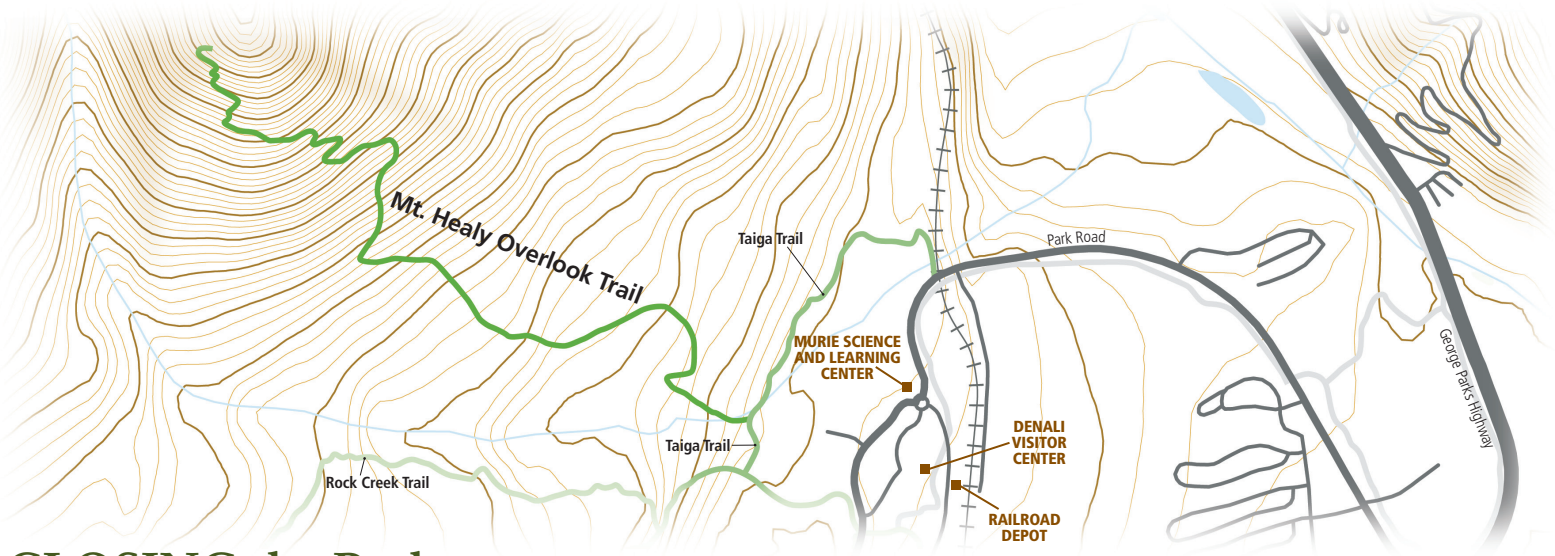 Mt. Healy Overlook Trail
Taiga Trail
Park Road
MURIE SCIENCE
AND LEARNING
CENTER
George Parks Highway
DENALI
VISITOR
CENTER
Taiga Trail
Rock Creek Trail
RAILROAD
DEPOT